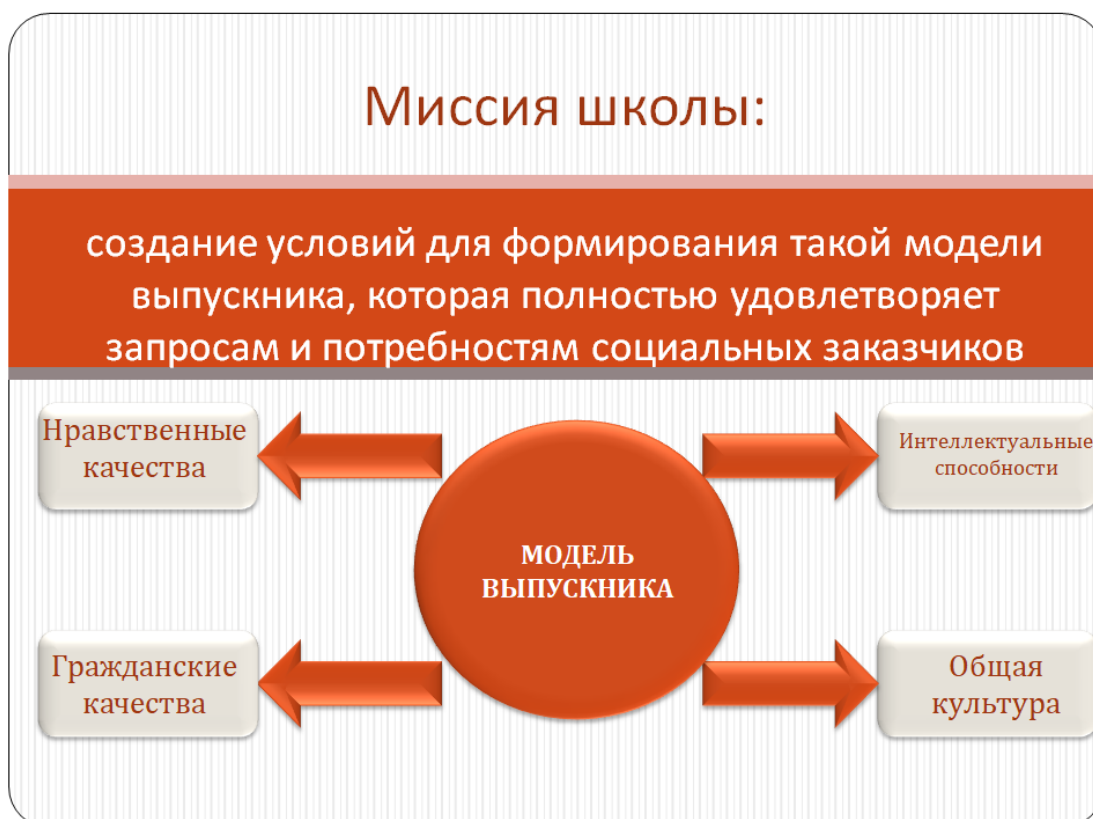 Миссия школы:
создание условий для формирования такой модели
выпускника, которая полностью удовлетворяет
запросам и потребностям социальных заказчиков
Нравственные
качества
Интеллектуальные
способности
МОДЕЛЬ
ВЫПУСКНИКА
Гражданские
качества
Общая
культура